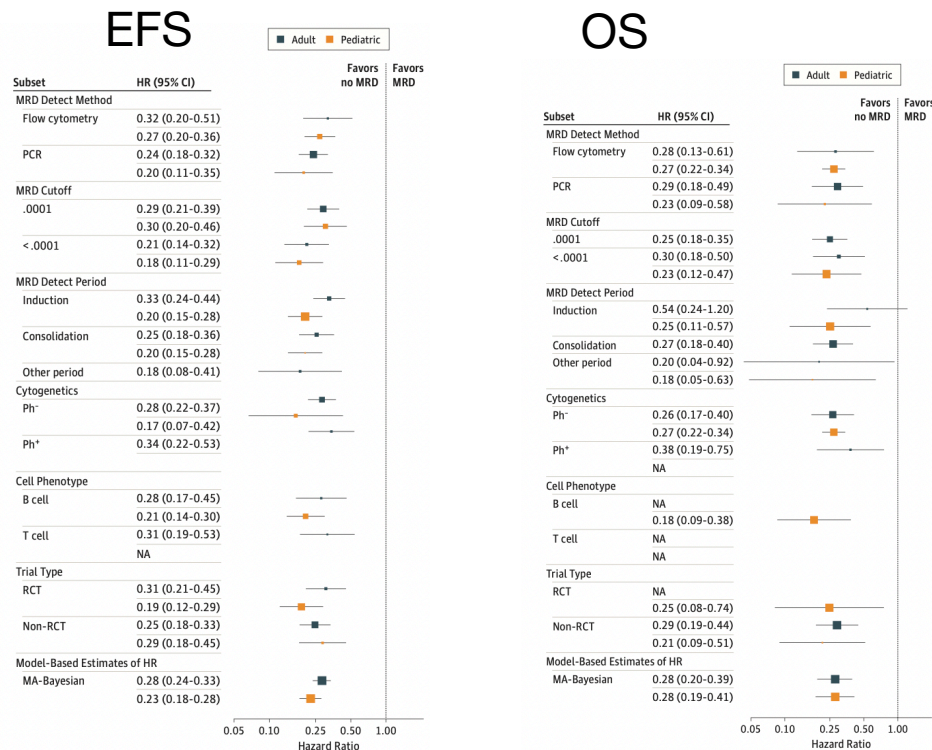 EFS
Adult Pediatric
Favors no MRD Favors MRD
Subset HR (95% CI)
MRD Detect Method
Flow cytometry 0.32 (0.20-0.51)
0.27 (0.20-0.36)
PCR 0.24 (0.18-0.32)
0.20 (0.11-0.35)
MRD Cutoff
.0001 0.29 (0.21-0.39)
0.30 (0.20-0.46)
<.0001 0.21 (0.14-0.32)
0.18 (0.11-0.29)
MRD Detect Period
Induction 0.33 (0.24-0.44)
0.20 (0.15-0.28)
Consolidation 0.25 (0.18-0.36)
0.20 (0.15-0.28)
Other period 0.18 (0.08-0.41)
Cytogenetics
Ph⁻ 0.28 (0.22-0.37)
0.17 (0.07-0.42)
Ph⁺ 0.34 (0.22-0.53)
Cell Phenotype
B cell 0.28 (0.17-0.45)
0.21 (0.14-0.30)
T cell 0.31 (0.19-0.53)
NA
Trial Type
RCT 0.31 (0.21-0.45)
0.19 (0.12-0.29)
Non-RCT 0.25 (0.18-0.33)
0.29 (0.18-0.45)
Model-Based Estimates of HR
MA-Bayesian 0.28 (0.24-0.33)
0.23 (0.18-0.28)
0.05 0.10 0.25 0.50 1.00
Hazard Ratio
OS
Adult Pediatric
Favors no MRD Favors MRD
Subset HR (95% CI)
MRD Detect Method
Flow cytometry 0.28 (0.13-0.61)
0.27 (0.22-0.34)
PCR 0.29 (0.18-0.49)
0.23 (0.09-0.58)
MRD Cutoff
.0001 0.25 (0.18-0.35)
<.0001 0.30 (0.18-0.50)
0.23 (0.12-0.47)
MRD Detect Period
Induction 0.54 (0.24-1.20)
0.25 (0.11-0.57)
Consolidation 0.27 (0.18-0.40)
Other period 0.20 (0.04-0.92)
0.18 (0.05-0.63)
Cytogenetics
Ph⁻ 0.26 (0.17-0.40)
0.27 (0.22-0.34)
Ph⁺ 0.38 (0.19-0.75)
NA
Cell Phenotype
B cell NA
0.18 (0.09-0.38)
T cell NA
NA
Trial Type
RCT NA
0.25 (0.08-0.74)
Non-RCT 0.29 (0.19-0.44)
0.21 (0.09-0.51)
Model-Based Estimates of HR
MA-Bayesian 0.28 (0.20-0.39)
0.28 (0.19-0.41)
0.05 0.10 0.25 0.50 1.00
Hazard Ratio